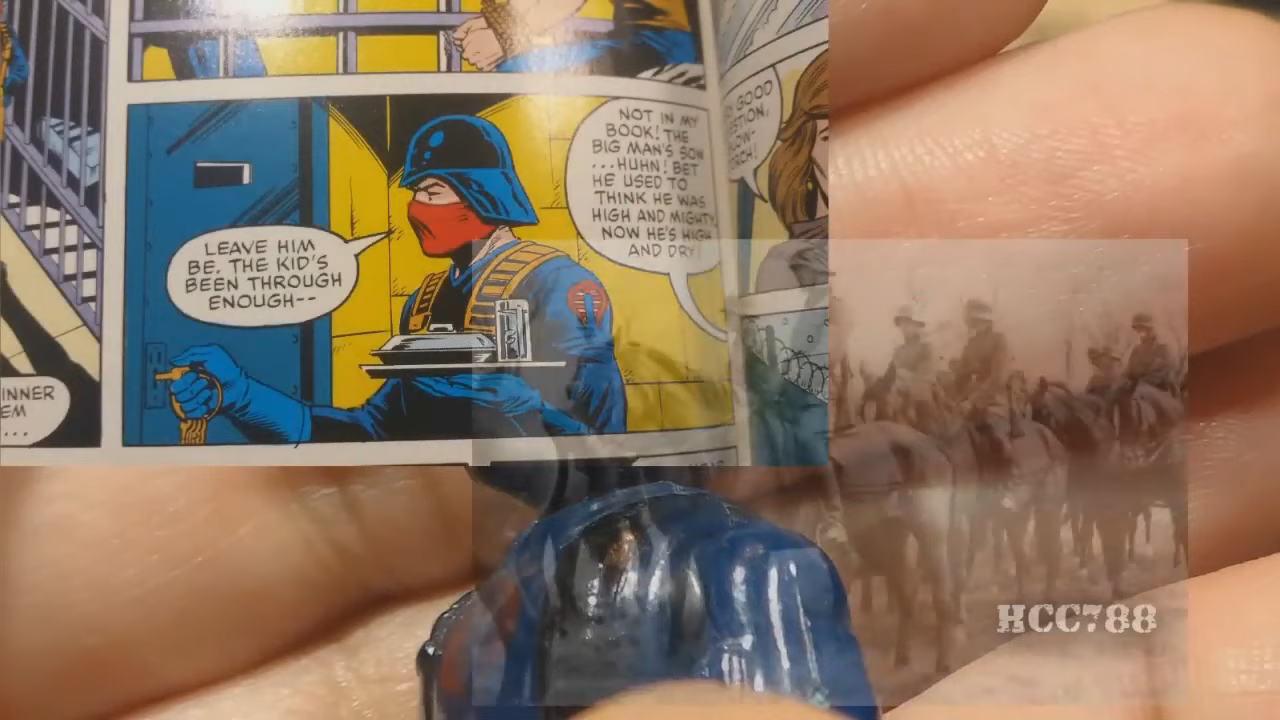 LEAVE HIM
BE. THE KID'S
BEEN THROUGH
ENOUGH--
NOT IN MY
BOOK! THE
BIG MAN'S SON
...HUHN! BET
HE USED TO
THINK HE WAS
HIGH AND MIGHTY.
NOW HE'S HIGH
AND DRY!
GOOD
INNER
EM
...
HCC788